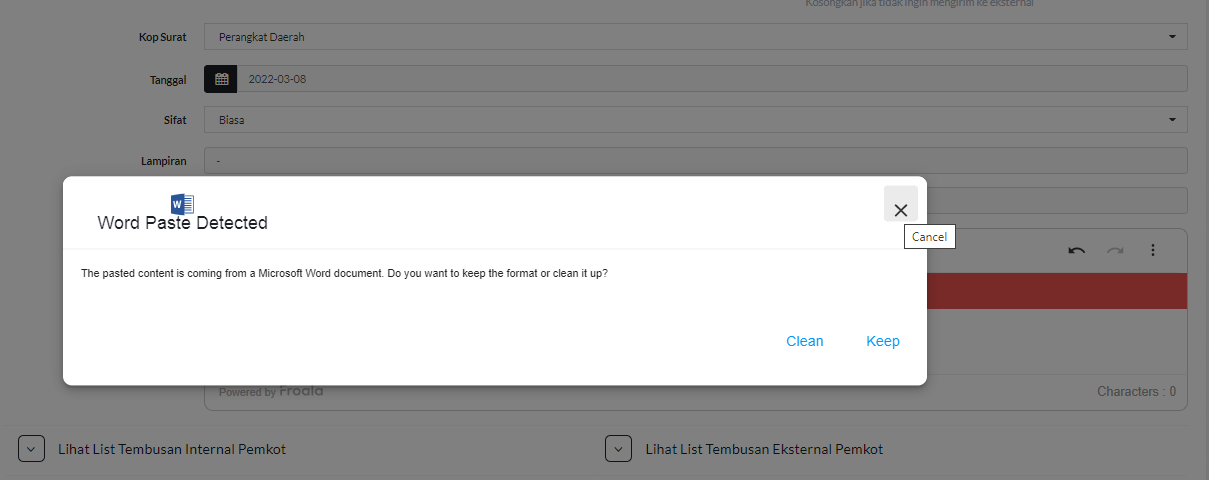 Kosongkan jika tidak ingin mengirim ke eksternal
Kop Surat
Perangkat Daerah
Tanggal
2022-03-08
Sifat
Biasa
Lampiran
-
W
Word Paste Detected
Cancel
The pasted content is coming from a Microsoft Word document. Do you want to keep the format or clean it up?
Clean
Keep
Powered by Froala
Characters : 0
Lihat List Tembusan Internal Pemkot
Lihat List Tembusan Eksternal Pemkot